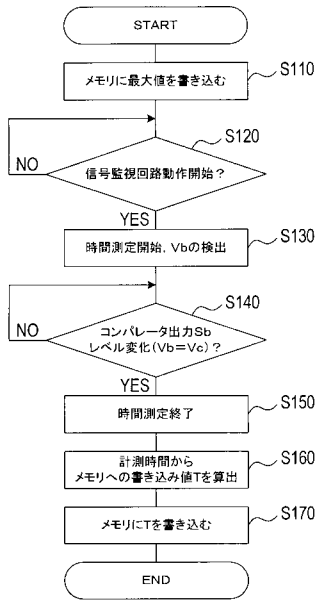 START
メモリに最大値を書き込む
S110
信号監視回路動作開始?
S120
NO
YES
時間測定開始、Vbの検出
S130
コンパレータ出力Sb
レベル変化(Vb=Vc)?
S140
NO
YES
時間測定終了
S150
計測時間から
メモリへの書き込み値Tを算出
S160
メモリにTを書き込む
S170
END